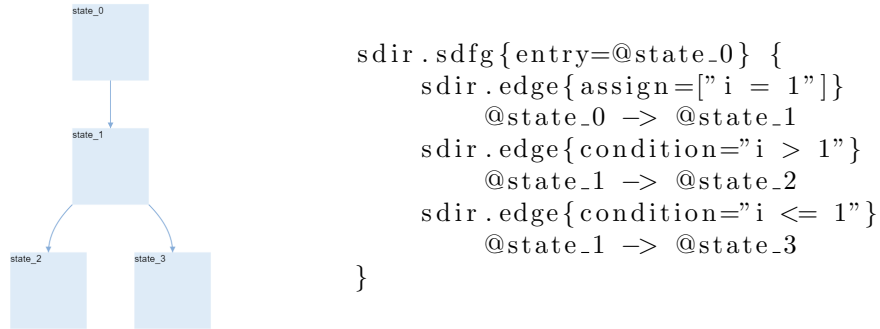 state_0
state_1
state_2
state_3
sdir.sdfg{entry=@state_0} {
sdir.edge{assign=["i = 1"]}
@state_0 -> @state_1
sdir.edge{condition="i > 1"}
@state_1 -> @state_2
sdir.edge{condition="i <= 1"}
@state_1 -> @state_3
}